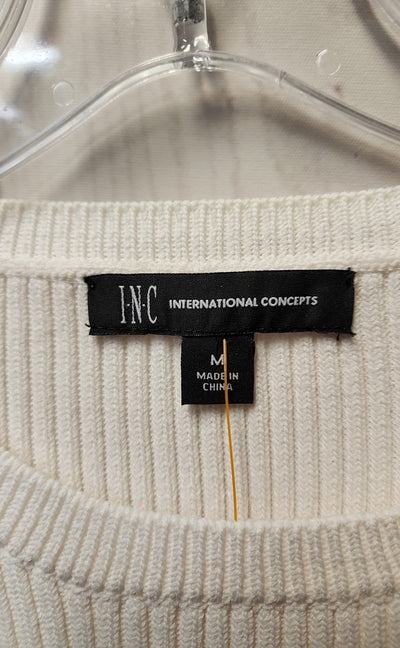 I·N·C INTERNATIONAL CONCEPTS
M
MADE IN
CHINA